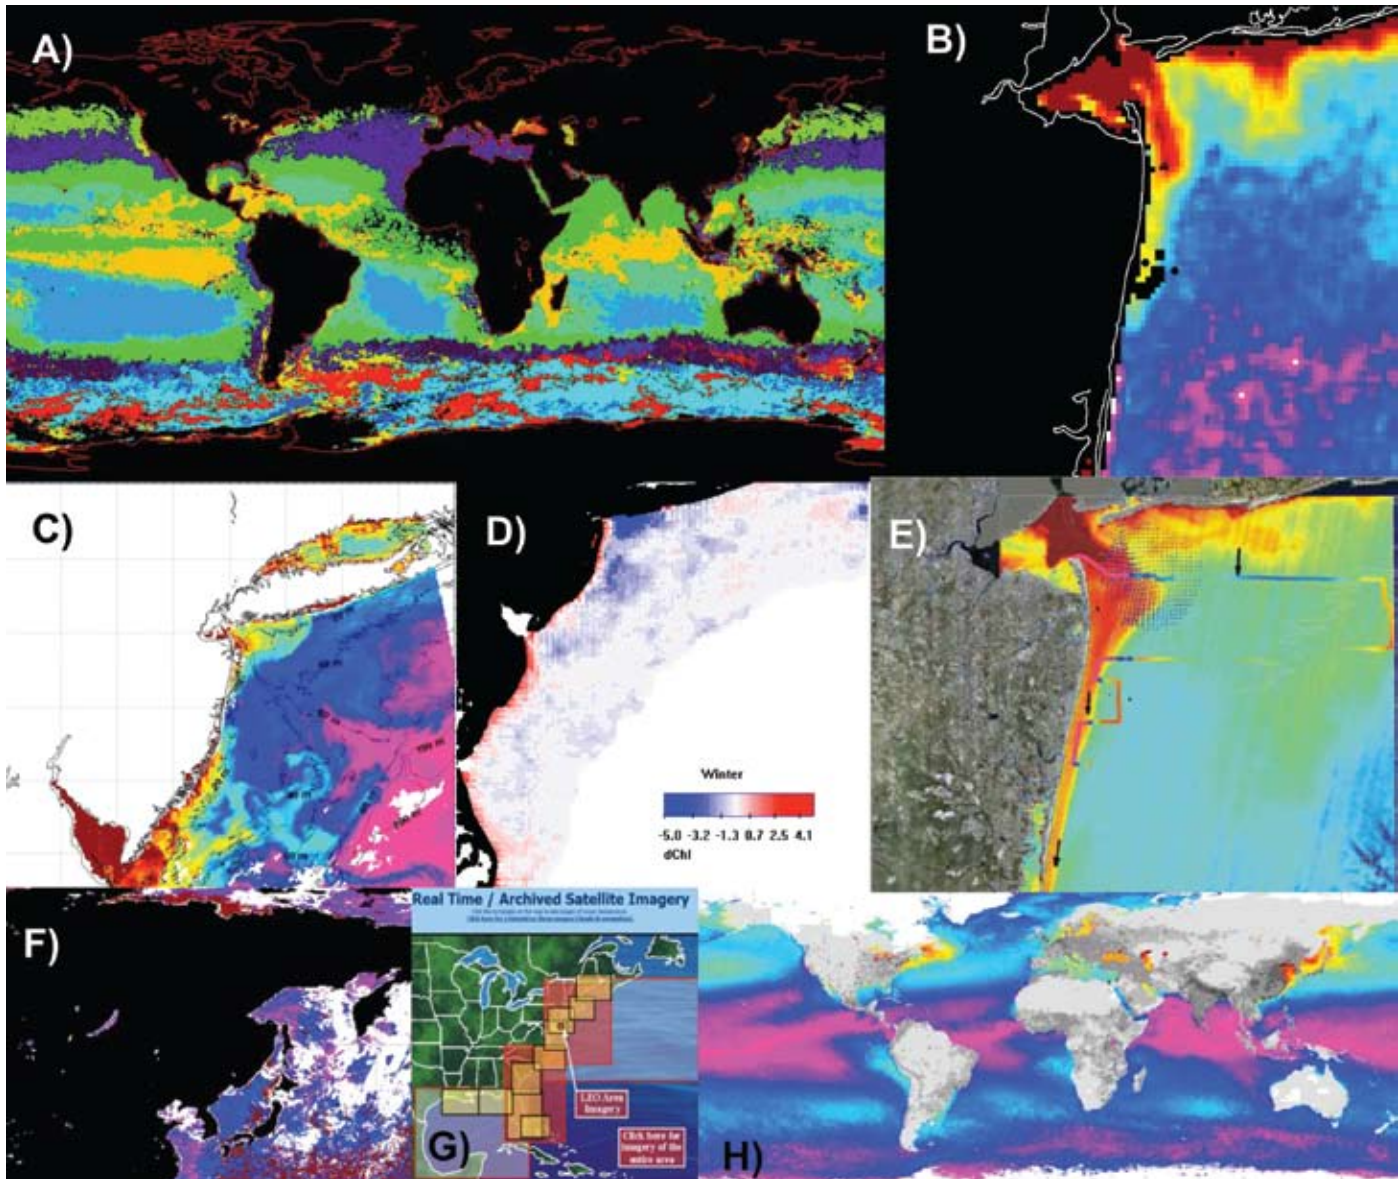 A)
B)
C)
D)
E)
Winter
-5.0 -3.2 -1.3 0.7 2.5 4.1
dChl
F)
Real Time / Archived Satellite Imagery
LEO Area
Imagery
Click here for
imagery of the
entire area
G)
H)